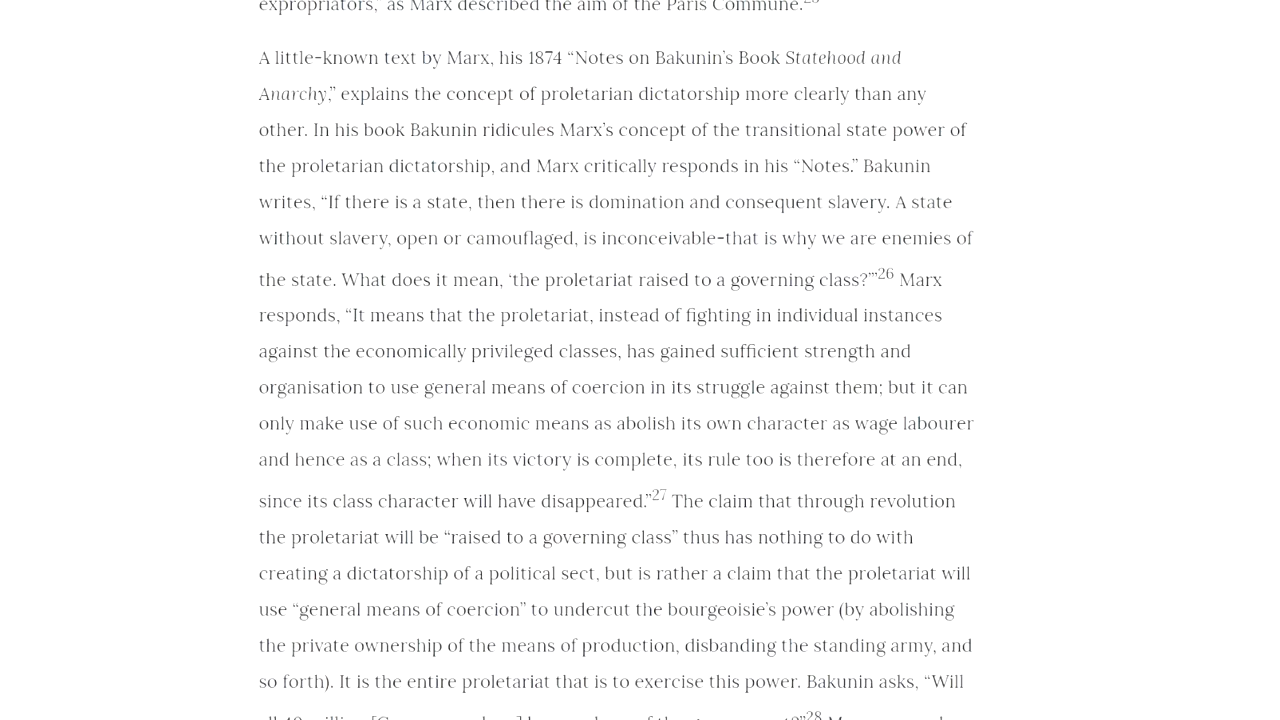 expropriators,' as Marx described the aim of the Paris Commune.25
A little-known text by Marx, his 1874 “Notes on Bakunin’s Book Statehood and
Anarchy,” explains the concept of proletarian dictatorship more clearly than any
other. In his book Bakunin ridicules Marx’s concept of the transitional state power of
the proletarian dictatorship, and Marx critically responds in his “Notes.” Bakunin
writes, “If there is a state, then there is domination and consequent slavery. A state
without slavery, open or camouflaged, is inconceivable–that is why we are enemies of
the state. What does it mean, ‘the proletariat raised to a governing class?’”26 Marx
responds, “It means that the proletariat, instead of fighting in individual instances
against the economically privileged classes, has gained sufficient strength and
organisation to use general means of coercion in its struggle against them; but it can
only make use of such economic means as abolish its own character as wage labourer
and hence as a class; when its victory is complete, its rule too is therefore at an end,
since its class character will have disappeared.”27 The claim that through revolution
the proletariat will be “raised to a governing class” thus has nothing to do with
creating a dictatorship of a political sect, but is rather a claim that the proletariat will
use “general means of coercion” to undercut the bourgeoisie’s power (by abolishing
the private ownership of the means of production, disbanding the standing army, and
so forth). It is the entire proletariat that is to exercise this power. Bakunin asks, “Will